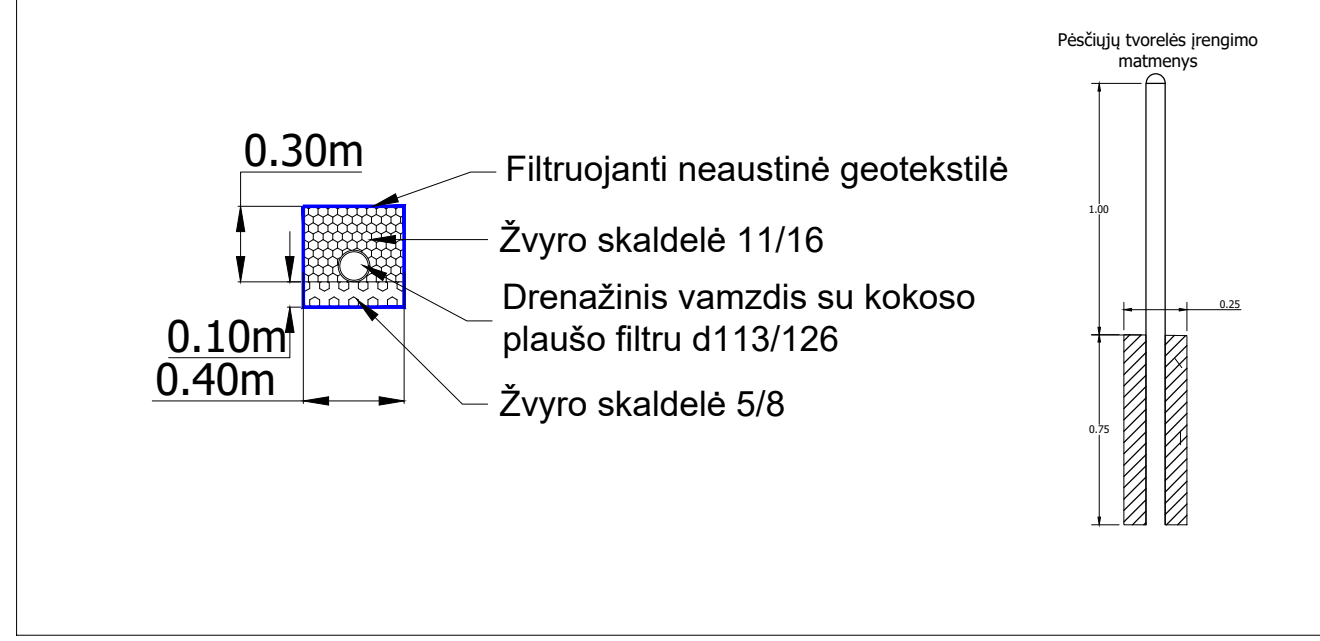 Pėsčiųjų tvorelės įrengimo
matmenys
0.30m
Filtruojanti neaustinė geotekstilė
Žvyro skaldelė 11/16
Drenažinis vamzdis su kokoso
plaušo filtru d113/126
0.10m
0.40m
Žvyro skaldelė 5/8
1.00
0.25
0.75